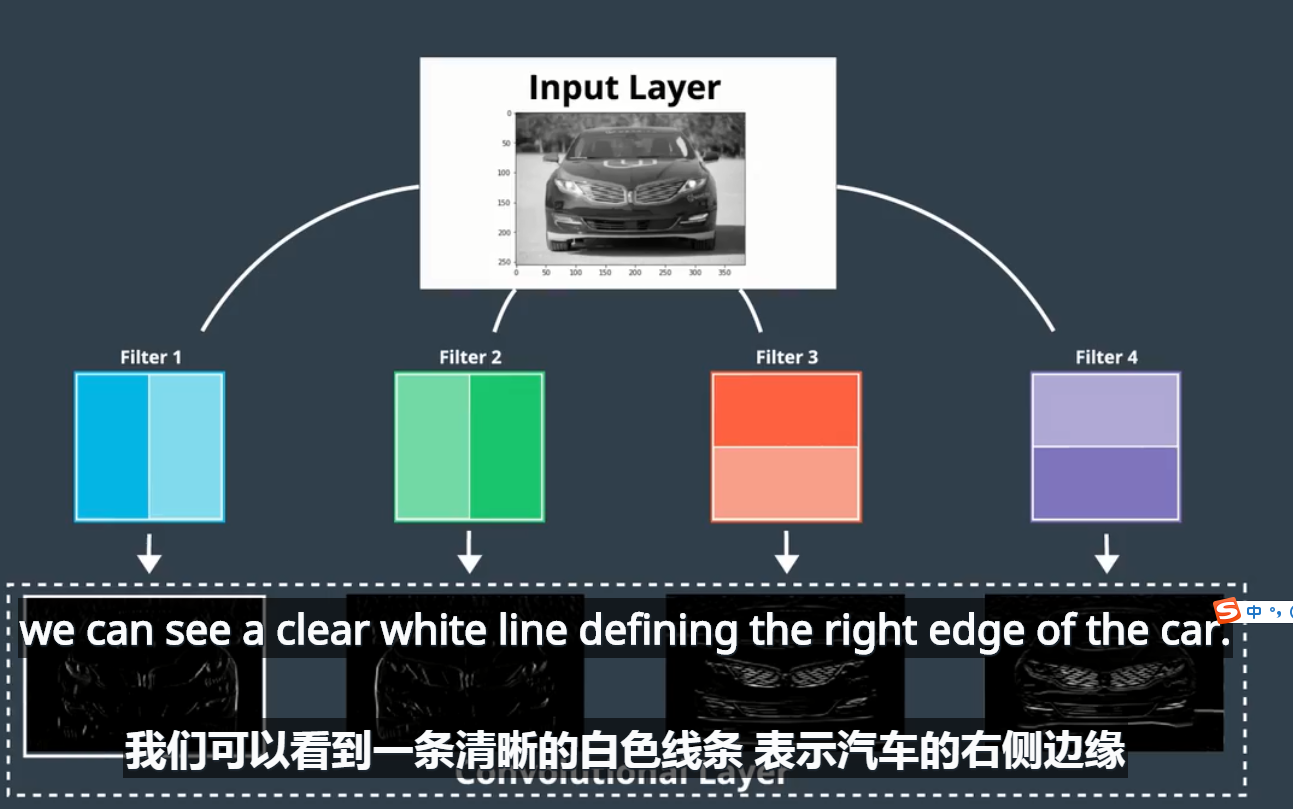 Input Layer
0
50
100
150
200
250
0 50 100 150 200 250 300 350
Filter 1 Filter 2 Filter 3 Filter 4
we can see a clear white line defining the right edge of the car.
S中 °,
我们可以看到一条清晰的白色线条 表示汽车的右侧边缘
Convolutional Layer